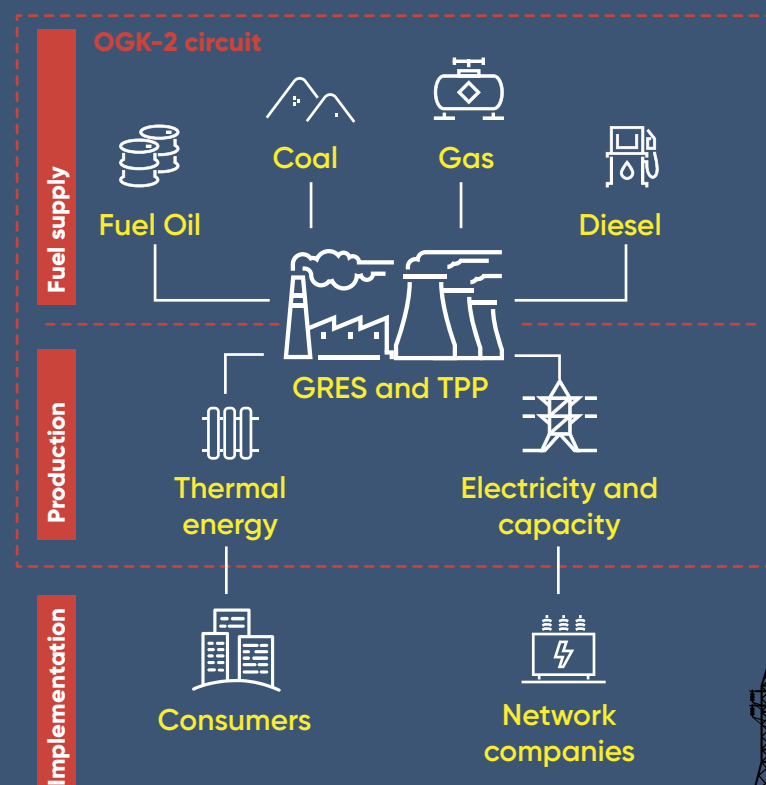 OGK-2 circuit
Fuel supply
Coal
Gas
Fuel Oil
Diesel
GRES and TPP
Production
Thermal
energy
Electricity and
capacity
Implementation
Consumers
Network
companies